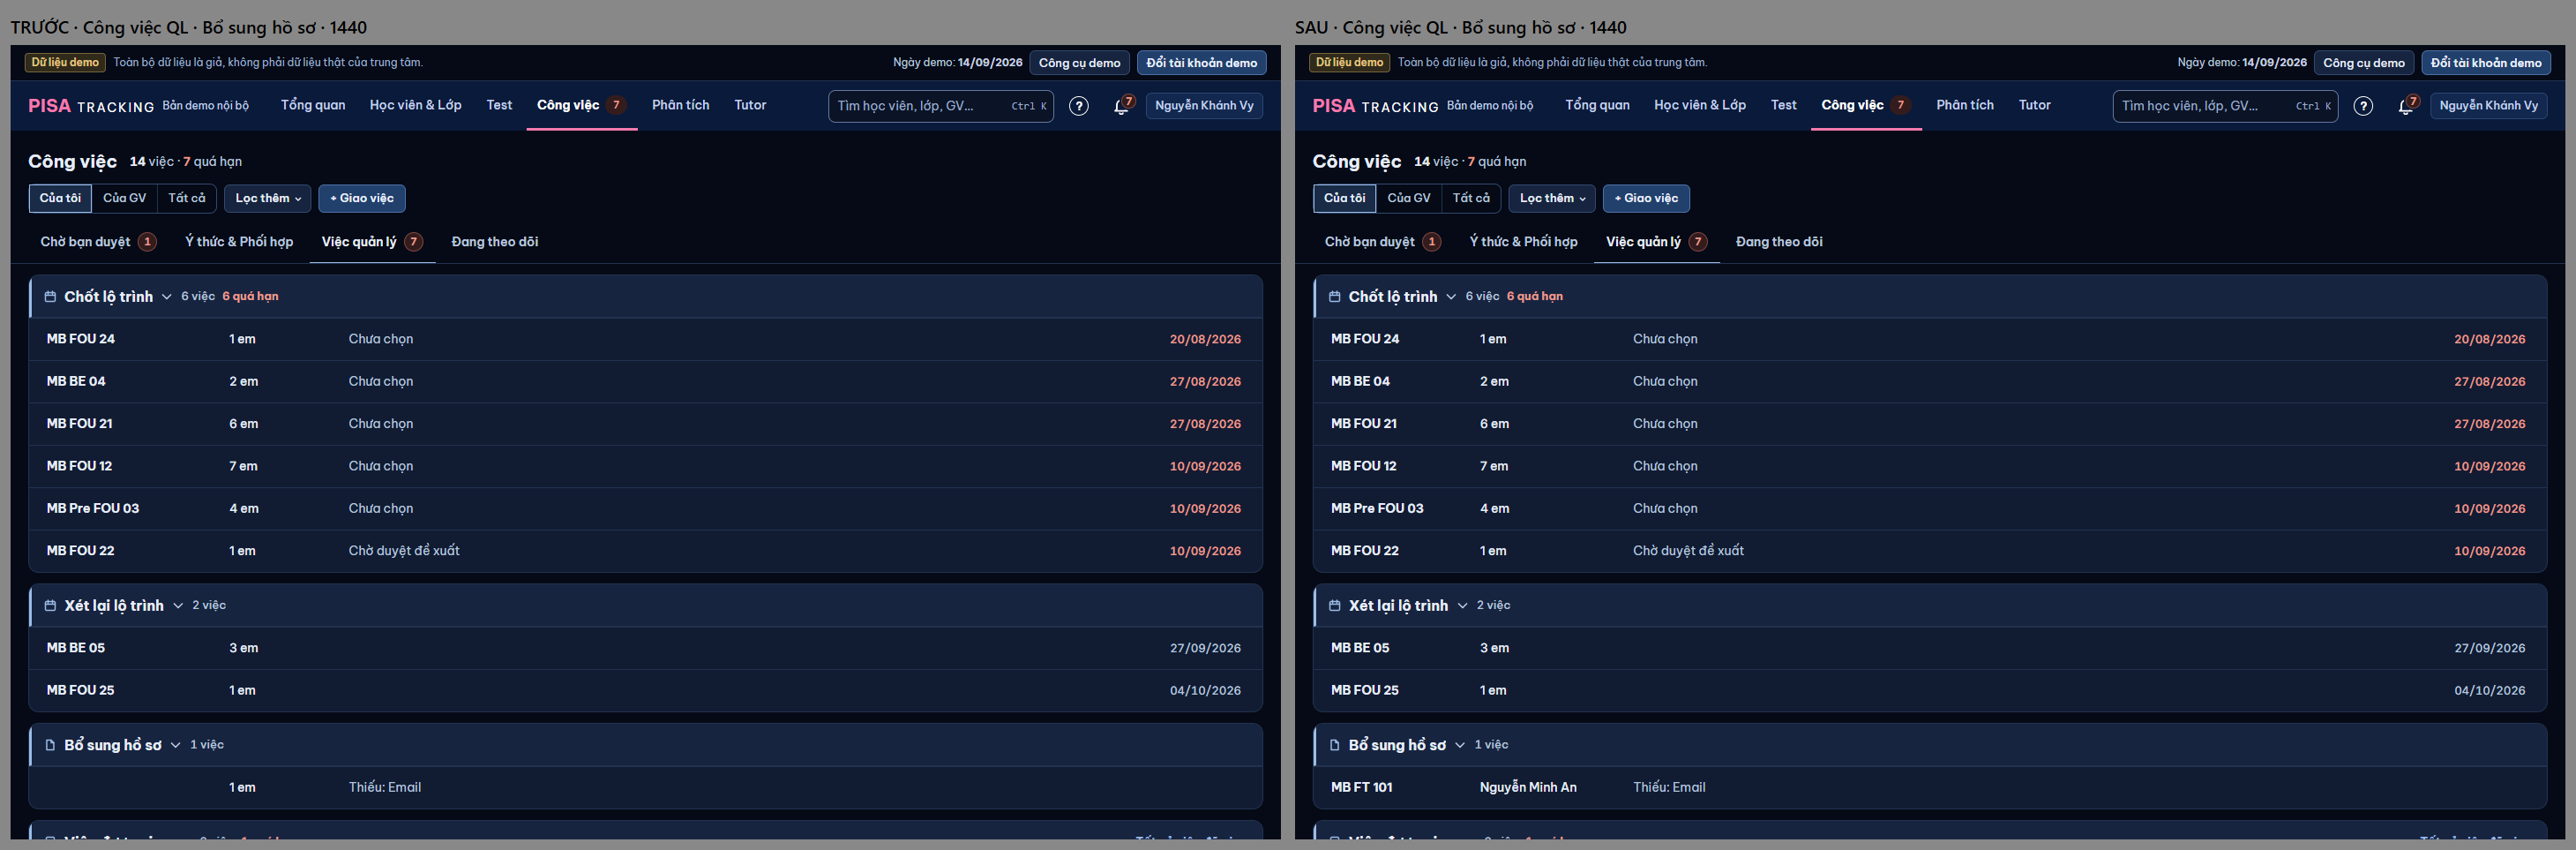 TRƯỚC · Công việc QL · Bổ sung hồ sơ · 1440
Dữ liệu demo Toàn bộ dữ liệu là giả, không phải dữ liệu thật của trung tâm. Ngày demo: 14/09/2026 Công cụ demo Đổi tài khoản demo
PISA TRACKING Bản demo nội bộ Tổng quan Học viên & Lớp Test Công việc 7 Phân tích Tutor Tìm học viên, lớp, GV... Ctrl K ? 7 Nguyễn Khánh Vy
Công việc 14 việc · 7 quá hạn
Của tôi Của GV Tất cả Lọc thêm + Giao việc
Chờ bạn duyệt 1 Ý thức & Phối hợp Việc quản lý 7 Đang theo dõi
Chốt lộ trình 6 việc 6 quá hạn
MB FOU 24 1 em Chưa chọn 20/08/2026
MB BE 04 2 em Chưa chọn 27/08/2026
MB FOU 21 6 em Chưa chọn 27/08/2026
MB FOU 12 7 em Chưa chọn 10/09/2026
MB Pre FOU 03 4 em Chưa chọn 10/09/2026
MB FOU 22 1 em Chờ duyệt đề xuất 10/09/2026
Xét lại lộ trình 2 việc
MB BE 05 3 em 27/09/2026
MB FOU 25 1 em 04/10/2026
Bổ sung hồ sơ 1 việc
1 em Thiếu: Email
SAU · Công việc QL · Bổ sung hồ sơ · 1440
Dữ liệu demo Toàn bộ dữ liệu là giả, không phải dữ liệu thật của trung tâm. Ngày demo: 14/09/2026 Công cụ demo Đổi tài khoản demo
PISA TRACKING Bản demo nội bộ Tổng quan Học viên & Lớp Test Công việc 7 Phân tích Tutor Tìm học viên, lớp, GV... Ctrl K ? 7 Nguyễn Khánh Vy
Công việc 14 việc · 7 quá hạn
Của tôi Của GV Tất cả Lọc thêm + Giao việc
Chờ bạn duyệt 1 Ý thức & Phối hợp Việc quản lý 7 Đang theo dõi
Chốt lộ trình 6 việc 6 quá hạn
MB FOU 24 1 em Chưa chọn 20/08/2026
MB BE 04 2 em Chưa chọn 27/08/2026
MB FOU 21 6 em Chưa chọn 27/08/2026
MB FOU 12 7 em Chưa chọn 10/09/2026
MB Pre FOU 03 4 em Chưa chọn 10/09/2026
MB FOU 22 1 em Chờ duyệt đề xuất 10/09/2026
Xét lại lộ trình 2 việc
MB BE 05 3 em 27/09/2026
MB FOU 25 1 em 04/10/2026
Bổ sung hồ sơ 1 việc
MB FT 101 Nguyễn Minh An Thiếu: Email